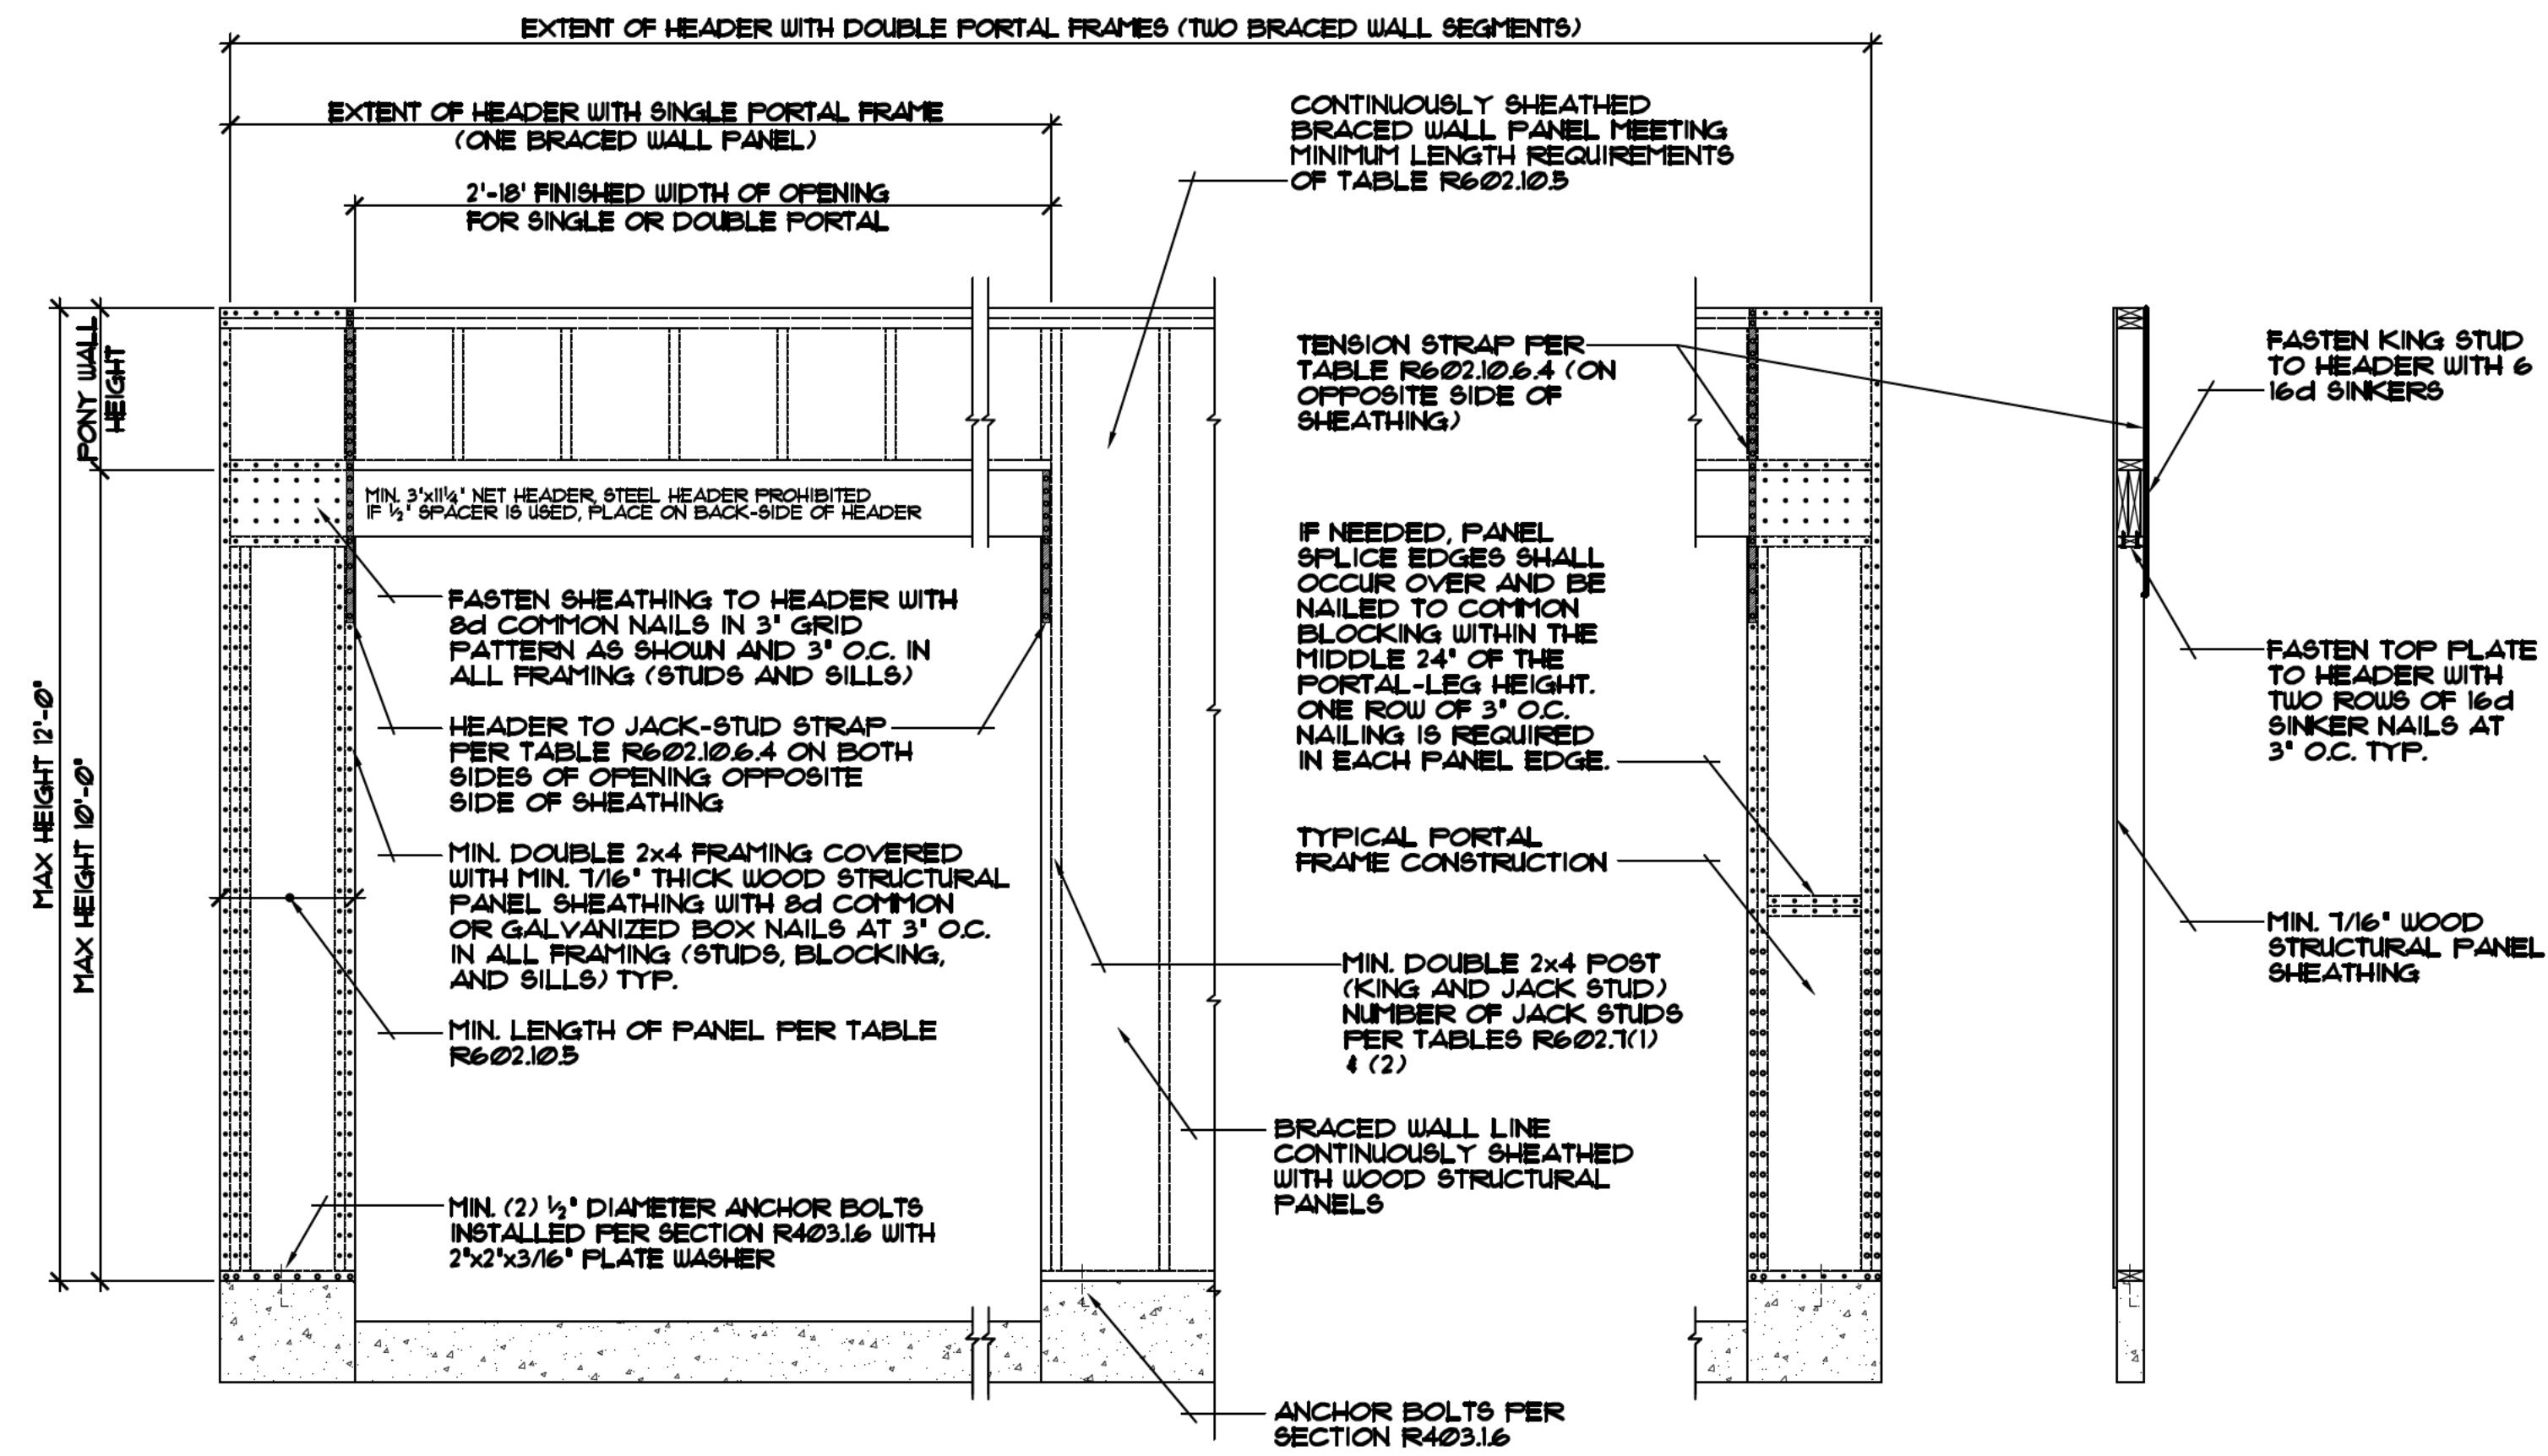 EXTENT OF HEADER WITH DOUBLE PORTAL FRAMES (TWO BRACED WALL SEGMENTS)
EXTENT OF HEADER WITH SINGLE PORTAL FRAME
(ONE BRACED WALL PANEL)
2'-18' FINISHED WIDTH OF OPENING
FOR SINGLE OR DOUBLE PORTAL
CONTINUOUSLY SHEATHED
BRACED WALL PANEL MEETING
MINIMUM LENGTH REQUIREMENTS
OF TABLE R602.10.5
PONY WALL
HEIGHT
MAX HEIGHT 12'-0"
MAX HEIGHT 10'-0"
MIN. 3"x11¼" NET HEADER, STEEL HEADER PROHIBITED
IF ½" SPACER IS USED, PLACE ON BACK-SIDE OF HEADER
FASTEN SHEATHING TO HEADER WITH
8d COMMON NAILS IN 3" GRID
PATTERN AS SHOWN AND 3" O.C. IN
ALL FRAMING (STUDS AND SILLS)
HEADER TO JACK-STUD STRAP
PER TABLE R602.10.6.4 ON BOTH
SIDES OF OPENING OPPOSITE
SIDE OF SHEATHING
MIN. DOUBLE 2x4 FRAMING COVERED
WITH MIN. 7/16" THICK WOOD STRUCTURAL
PANEL SHEATHING WITH 8d COMMON
OR GALVANIZED BOX NAILS AT 3" O.C.
IN ALL FRAMING (STUDS, BLOCKING,
AND SILLS) TYP.
MIN. LENGTH OF PANEL PER TABLE
R602.10.5
MIN. (2) ½" DIAMETER ANCHOR BOLTS
INSTALLED PER SECTION R403.1.6 WITH
2"x2"x3/16" PLATE WASHER
TENSION STRAP PER
TABLE R602.10.6.4 (ON
OPPOSITE SIDE OF
SHEATHING)
IF NEEDED, PANEL
SPLICE EDGES SHALL
OCCUR OVER AND BE
NAILED TO COMMON
BLOCKING WITHIN THE
MIDDLE 24" OF THE
PORTAL-LEG HEIGHT.
ONE ROW OF 3" O.C.
NAILING IS REQUIRED
IN EACH PANEL EDGE.
TYPICAL PORTAL
FRAME CONSTRUCTION
MIN. DOUBLE 2x4 POST
(KING AND JACK STUD)
NUMBER OF JACK STUDS
PER TABLES R602.7(1)
& (2)
BRACED WALL LINE
CONTINUOUSLY SHEATHED
WITH WOOD STRUCTURAL
PANELS
ANCHOR BOLTS PER
SECTION R403.1.6
FASTEN KING STUD
TO HEADER WITH 6
16d SINKERS
FASTEN TOP PLATE
TO HEADER WITH
TWO ROWS OF 16d
SINKER NAILS AT
3" O.C. TYP.
MIN. 7/16" WOOD
STRUCTURAL PANEL
SHEATHING